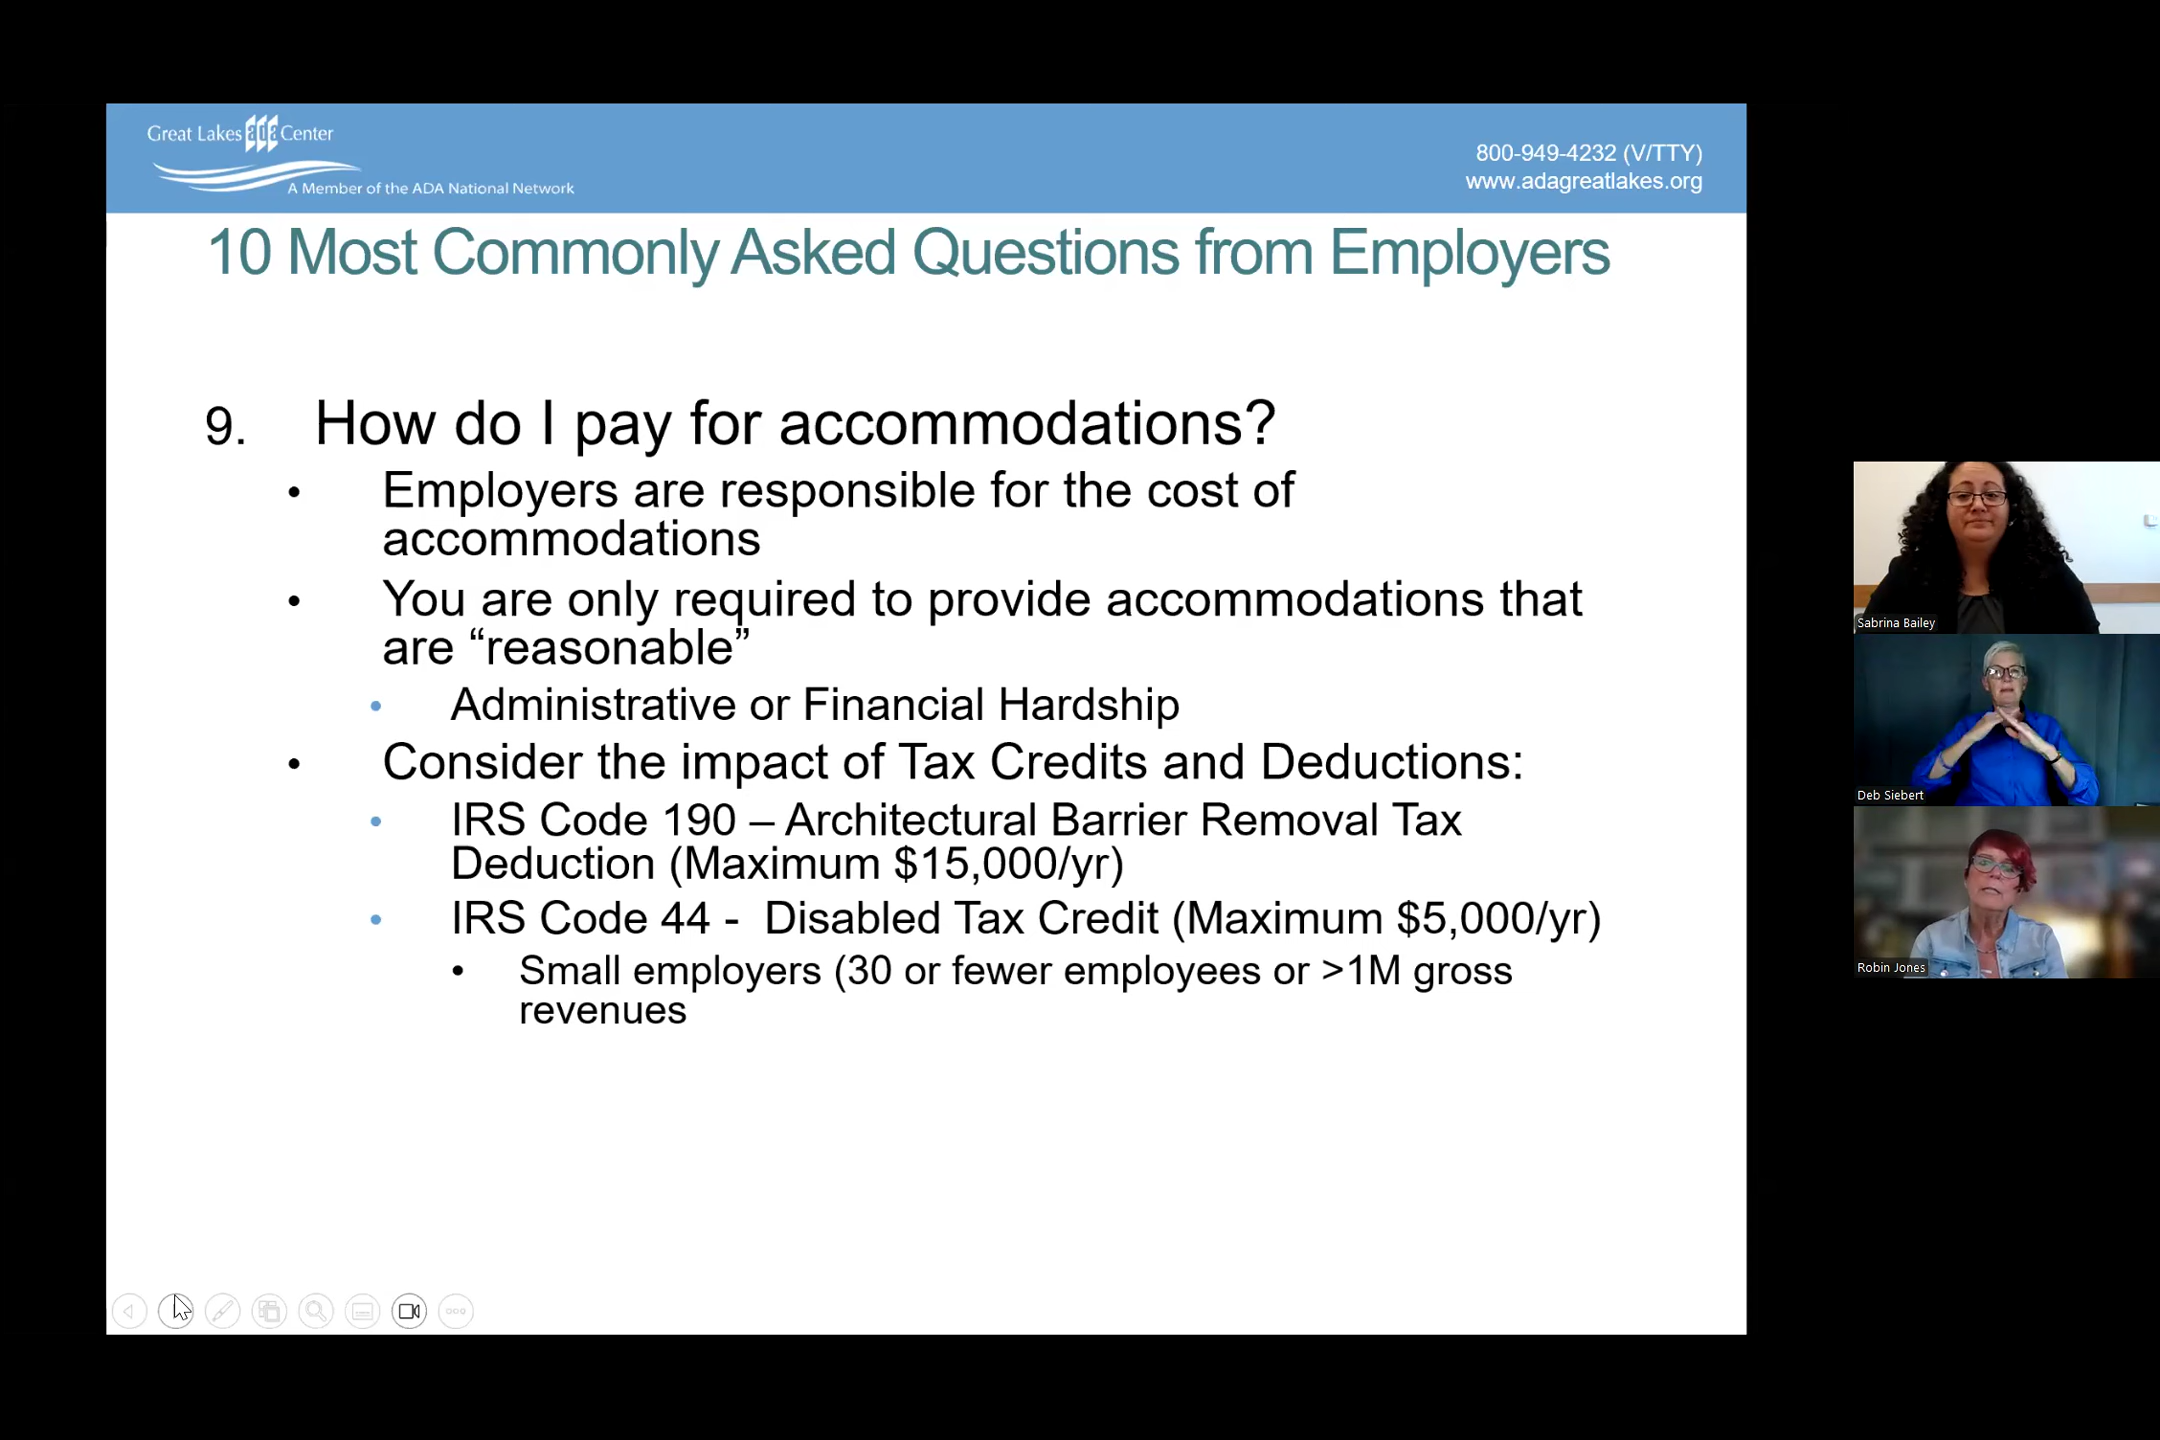 Great Lakes ada Center
A Member of the ADA National Network
800-949-4232 (V/TTY)
www.adagreatlakes.org
10 Most Commonly Asked Questions from Employers
9. How do I pay for accommodations?
• Employers are responsible for the cost of
accommodations
• You are only required to provide accommodations that
are “reasonable”
• Administrative or Financial Hardship
• Consider the impact of Tax Credits and Deductions:
• IRS Code 190 – Architectural Barrier Removal Tax
Deduction (Maximum $15,000/yr)
• IRS Code 44 - Disabled Tax Credit (Maximum $5,000/yr)
• Small employers (30 or fewer employees or >1M gross
revenues
Sabrina Bailey
Deb Siebert
Robin Jones